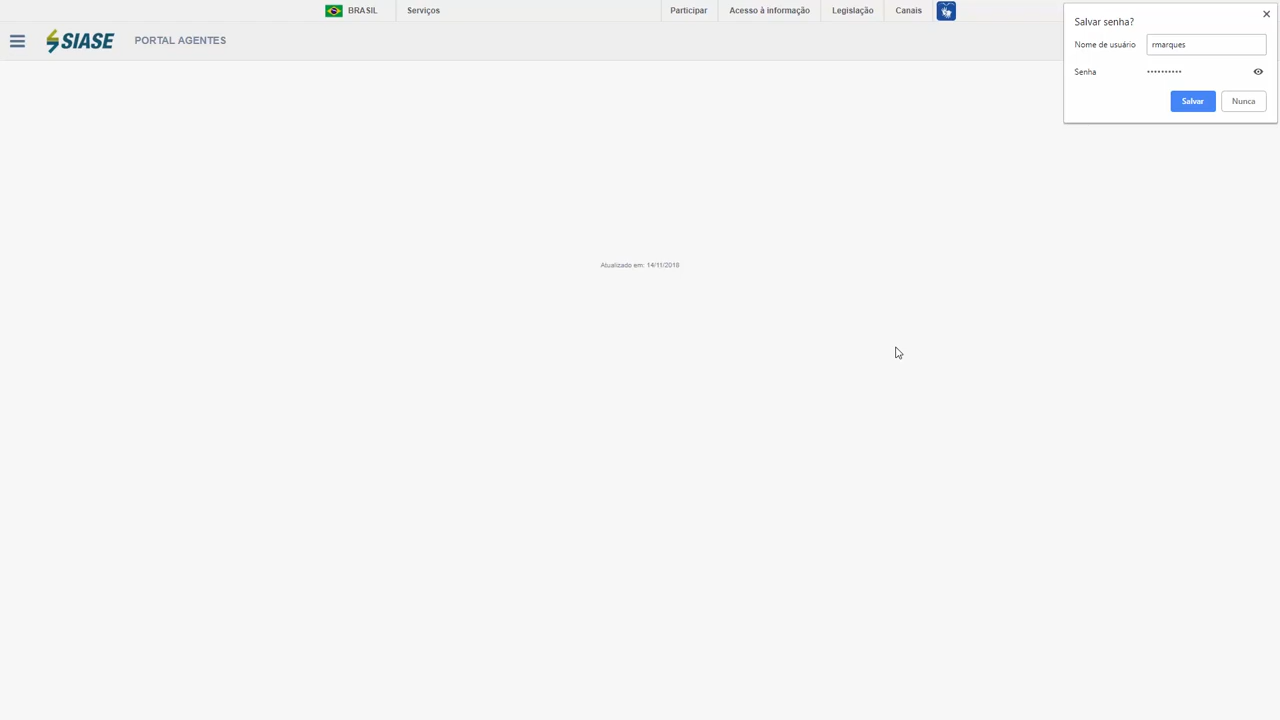 BRASIL Serviços Participar Acesso à informação Legislação Canais
SIASE PORTAL AGENTES
Salvar senha?
Nome de usuário rmarques
Senha ••••••••••
Salvar Nunca
Atualizado em: 14/11/2018